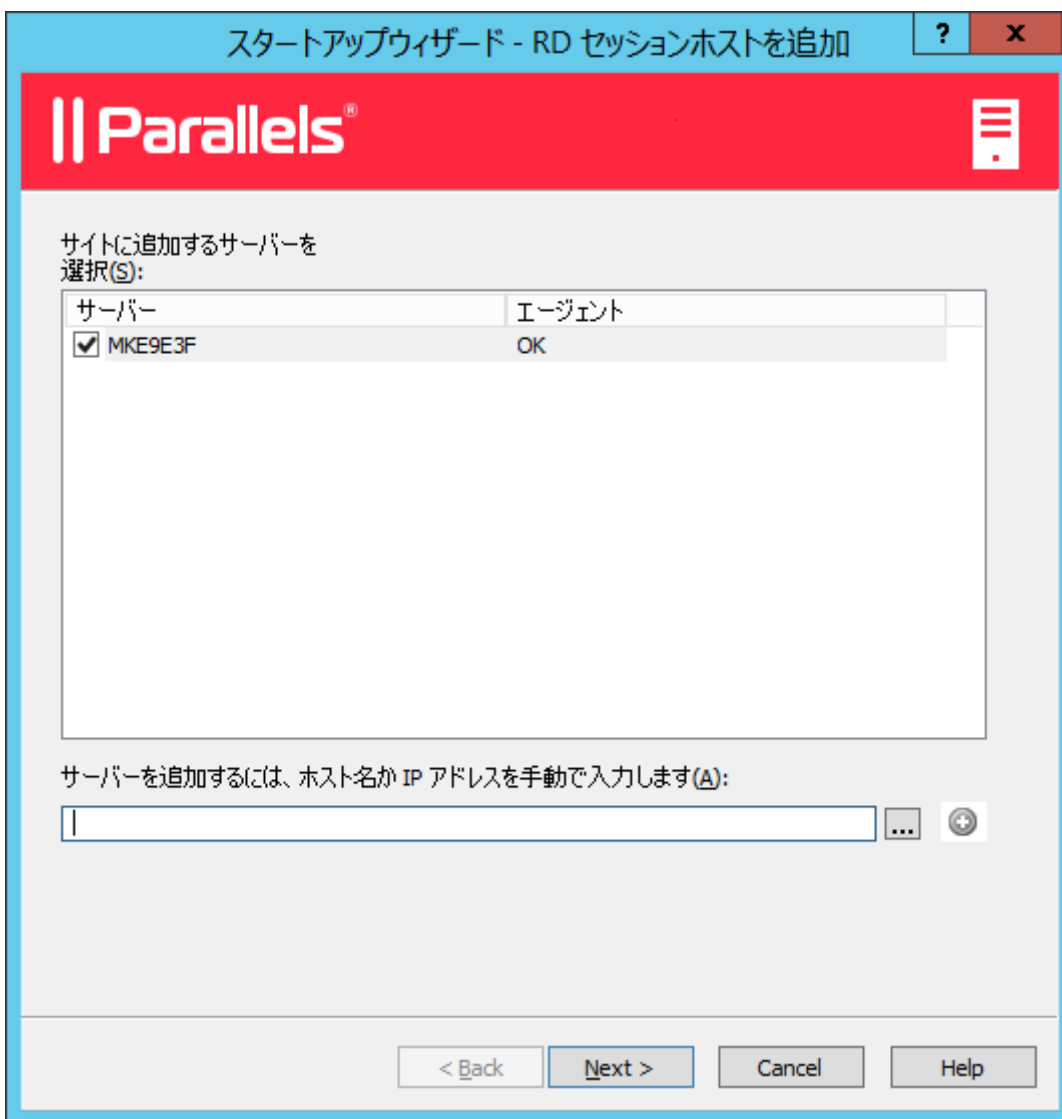 スタートアップウィザード - RD セッションホストを追加
?
x
Parallels®
サイトに追加するサーバーを
選択(S):
サーバー エージェント
MKE9E3F OK
サーバーを追加するには、ホスト名か IP アドレスを手動で入力します(A):
...
< Back Next > Cancel Help